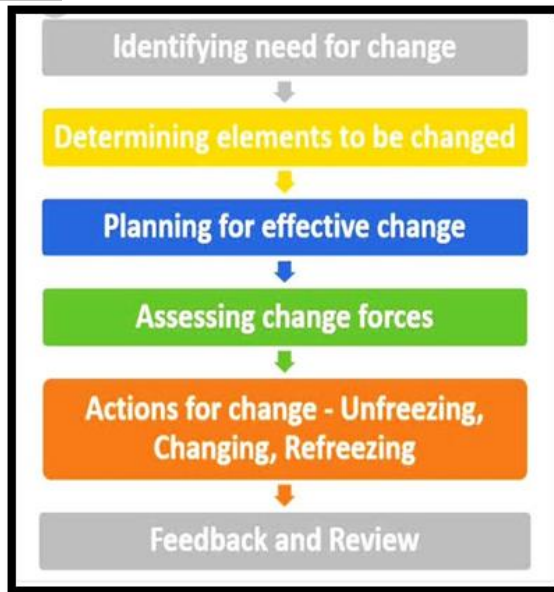 Identifying need for change
Determining elements to be changed
Planning for effective change
Assessing change forces
Actions for change - Unfreezing,
Changing, Refreezing
Feedback and Review